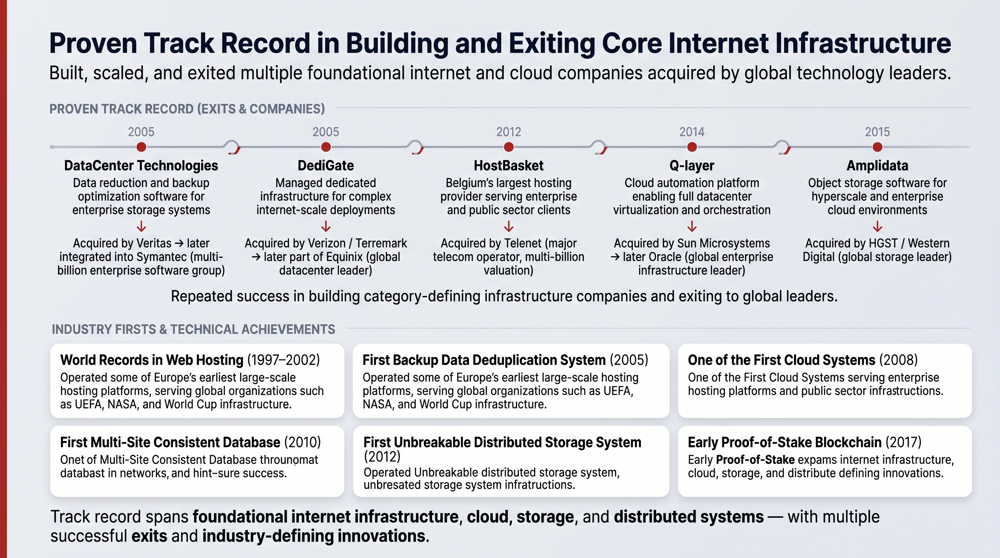 Proven Track Record in Building and Exiting Core Internet Infrastructure
Built, scaled, and exited multiple foundational internet and cloud companies acquired by global technology leaders.
PROVEN TRACK RECORD (EXITS & COMPANIES)
2005
DataCenter Technologies
Data reduction and backup
optimization software for
enterprise storage systems
↓
Acquired by Veritas → later
integrated into Symantec (multi-
billion enterprise software group)
2005
DediGate
Managed dedicated
infrastructure for complex
internet-scale deployments
↓
Acquired by Verizon / Terremark
→ later part of Equinix (global
datacenter leader)
2012
HostBasket
Belgium’s largest hosting
provider serving enterprise
and public sector clients
↓
Acquired by Telenet (major
telecom operator, multi-billion
valuation)
2014
Q-layer
Cloud automation platform
enabling full datacenter
virtualization and orchestration
↓
Acquired by Sun Microsystems
→ later Oracle (global enterprise
infrastructure leader)
2015
Amplidata
Object storage software for
hyperscale and enterprise
cloud environments
↓
Acquired by HGST / Western
Digital (global storage leader)
Repeated success in building category-defining infrastructure companies and exiting to global leaders.
INDUSTRY FIRSTS & TECHNICAL ACHIEVEMENTS
World Records in Web Hosting (1997–2002)
Operated some of Europe’s earliest large-scale
hosting platforms, serving global organizations such
as UEFA, NASA, and World Cup infrastructure.
First Backup Data Deduplication System (2005)
Operated some of Europe’s earliest large-scale hosting
platforms, serving global organizations such as UEFA,
NASA, and World Cup infrastructure.
One of the First Cloud Systems (2008)
One of the First Cloud Systems serving enterprise
hosting platforms and public sector infrastructions.
First Multi-Site Consistent Database (2010)
Onet of Multi-Site Consistent Database throunomat
databast in networks, and hint-sure success.
First Unbreakable Distributed Storage System
(2012)
Operated Unbreakable distributed storage system,
unbresated storage system infratructions.
Early Proof-of-Stake Blockchain (2017)
Early Proof-of-Stake expams internet infrastructure,
cloud, storage, and distribute defining innovations.
Track record spans foundational internet infrastructure, cloud, storage, and distributed systems — with multiple
successful exits and industry-defining innovations.